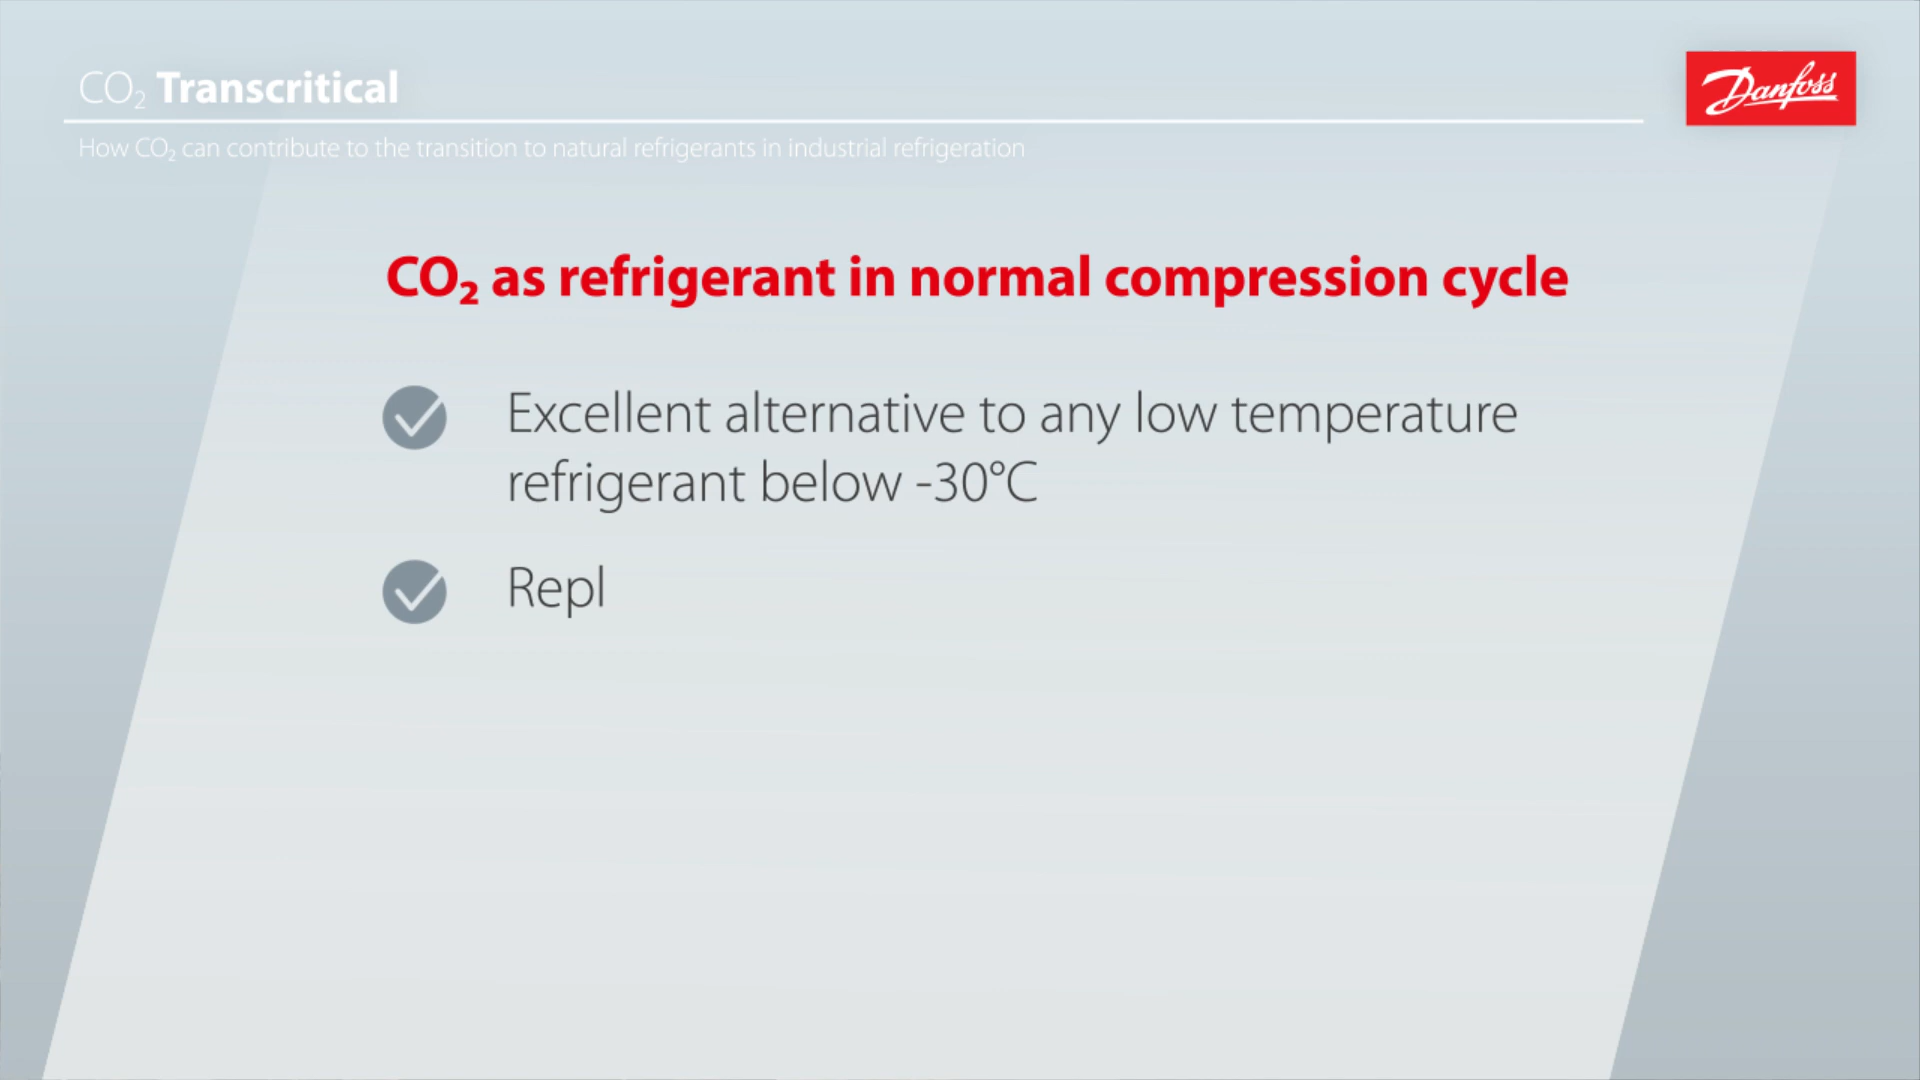 CO₂ Transcritical
Danfoss
How CO₂ can contribute to the transition to natural refrigerants in industrial refrigeration
CO₂ as refrigerant in normal compression cycle
Excellent alternative to any low temperature
refrigerant below -30°C
Repl